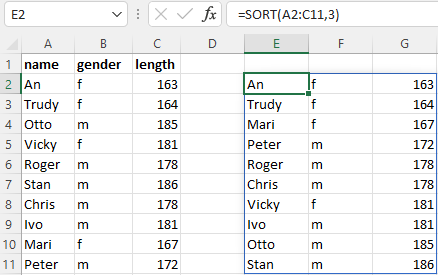 E2 =SORT(A2:C11,3)
A B C D E F G
1 name gender length
2 An f 163 An f 163
3 Trudy f 164 Trudy f 164
4 Otto m 185 Mari f 167
5 Vicky f 181 Peter m 172
6 Roger m 178 Roger m 178
7 Stan m 186 Chris m 178
8 Chris m 178 Vicky f 181
9 Ivo m 181 Ivo m 181
10 Mari f 167 Otto m 185
11 Peter m 172 Stan m 186